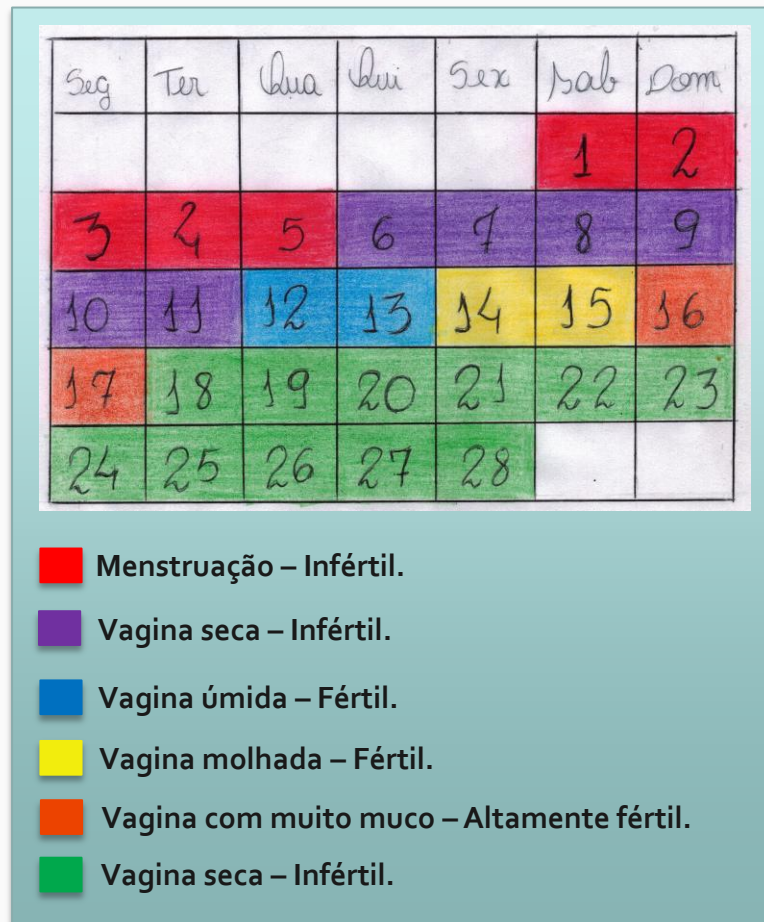 Seg Ter Qua Qui Sex Sab Dom
1 2
3 4 5 6 7 8 9
10 11 12 13 14 15 16
17 18 19 20 21 22 23
24 25 26 27 28
Menstruação – Infértil.
Vagina seca – Infértil.
Vagina úmida – Fértil.
Vagina molhada – Fértil.
Vagina com muito muco – Altamente fértil.
Vagina seca – Infértil.